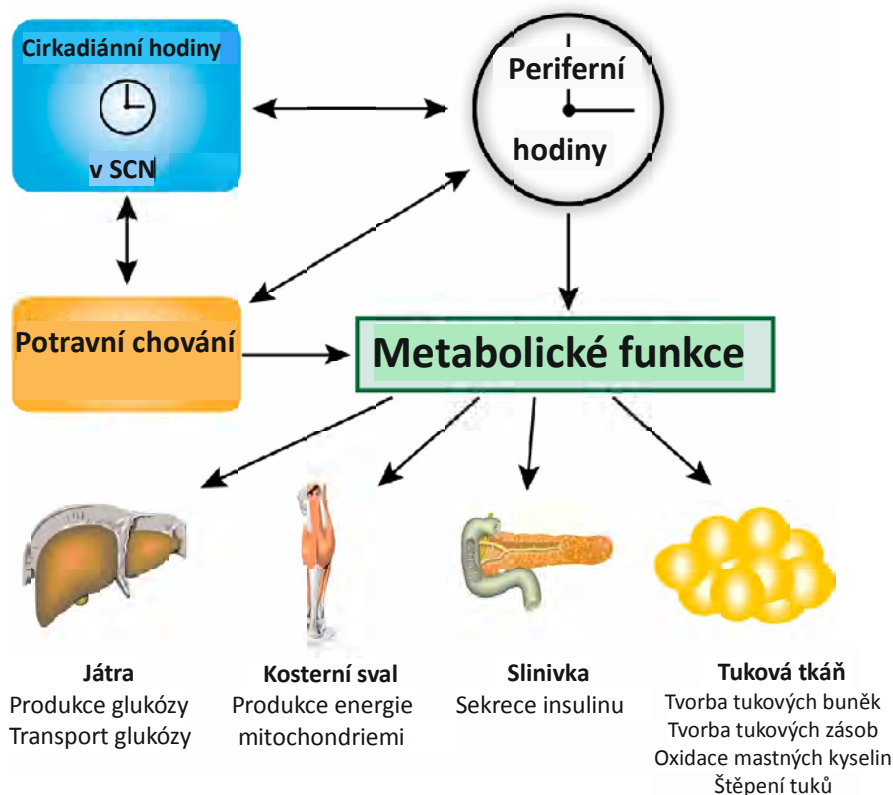 Cirkadiánní hodiny
v SCN
Periferní
hodiny
Potravní chování
Metabolické funkce
Játra
Produkce glukózy
Transport glukózy
Kosterní sval
Produkce energie
mitochondriemi
Slinivka
Sekrece insulinu
Tuková tkáň
Tvorba tukových buněk
Tvorba tukových zásob
Oxidace mastných kyselin
Štěpení tuků